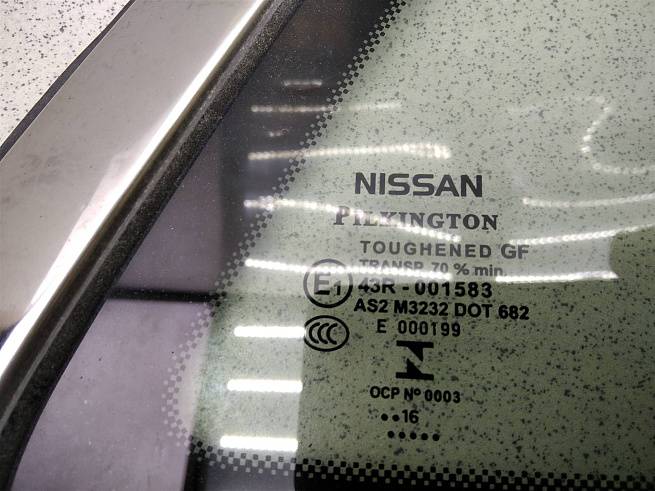 NISSAN
PILKINGTON
TOUGHENED GF
TRANSP. 70 % min.
E1 43R - 001583
AS2 M3232 DOT 682
CCC E 000199
OCP Nº 0003
••16
•••••